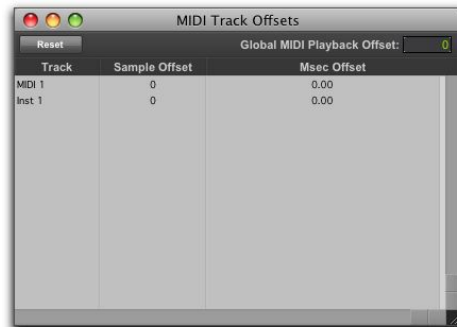 MIDI Track Offsets
Reset Global MIDI Playback Offset: 0
Track Sample Offset Msec Offset
MIDI 1 0 0.00
Inst 1 0 0.00